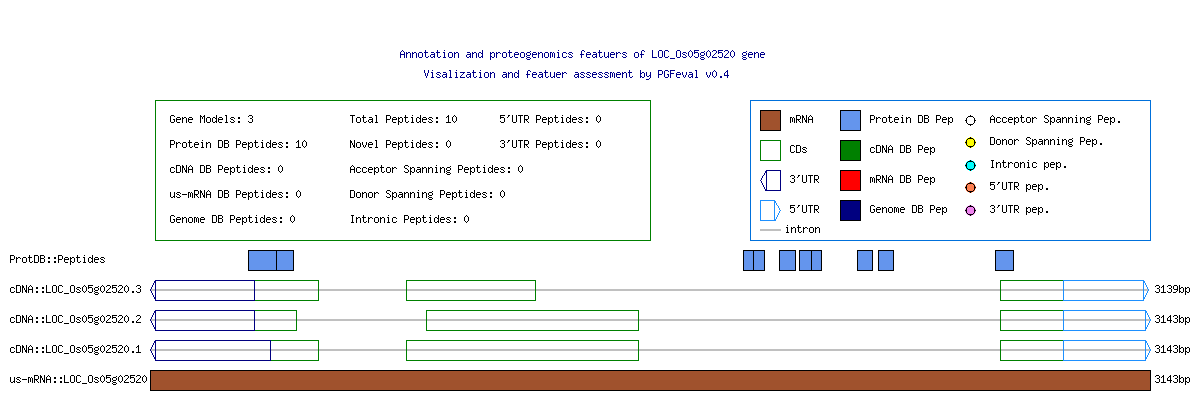 Annotation and proteogenomics featuers of LOC_Os05g02520 gene
Visalization and featuer assessment by PGFeval v0.4
Gene Models: 3 Total Peptides: 10 5'UTR Peptides: 0
Protein DB Peptides: 10 Novel Peptides: 0 3'UTR Peptides: 0
cDNA DB Peptides: 0 Acceptor Spanning Peptides: 0
us-mRNA DB Peptides: 0 Donor Spanning Peptides: 0
Genome DB Peptides: 0 Intronic Peptides: 0
mRNA Protein DB Pep Acceptor Spanning Pep.
CDs cDNA DB Pep Donor Spanning Pep.
3'UTR mRNA DB Pep Intronic pep.
5'UTR Genome DB Pep 5'UTR pep.
intron 3'UTR pep.
ProtDB::Peptides
cDNA::LOC_Os05g02520.3 3139bp
cDNA::LOC_Os05g02520.2 3143bp
cDNA::LOC_Os05g02520.1 3143bp
us-mRNA::LOC_Os05g02520 3143bp